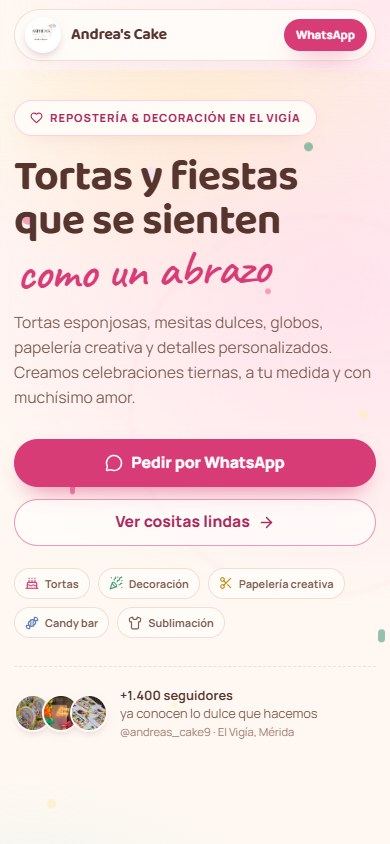 Andrea's Cake
WhatsApp
REPOSTERÍA & DECORACIÓN EN EL VIGÍA
Tortas y fiestas
que se sienten
como un abrazo
Tortas esponjosas, mesitas dulces, globos,
papelería creativa y detalles personalizados.
Creamos celebraciones tiernas, a tu medida y con
muchísimo amor.
Pedir por WhatsApp
Ver cositas lindas
Tortas
Decoración
Papelería creativa
Candy bar
Sublimación
+1.400 seguidores
ya conocen lo dulce que hacemos
@andreas_cake9 · El Vigía, Mérida